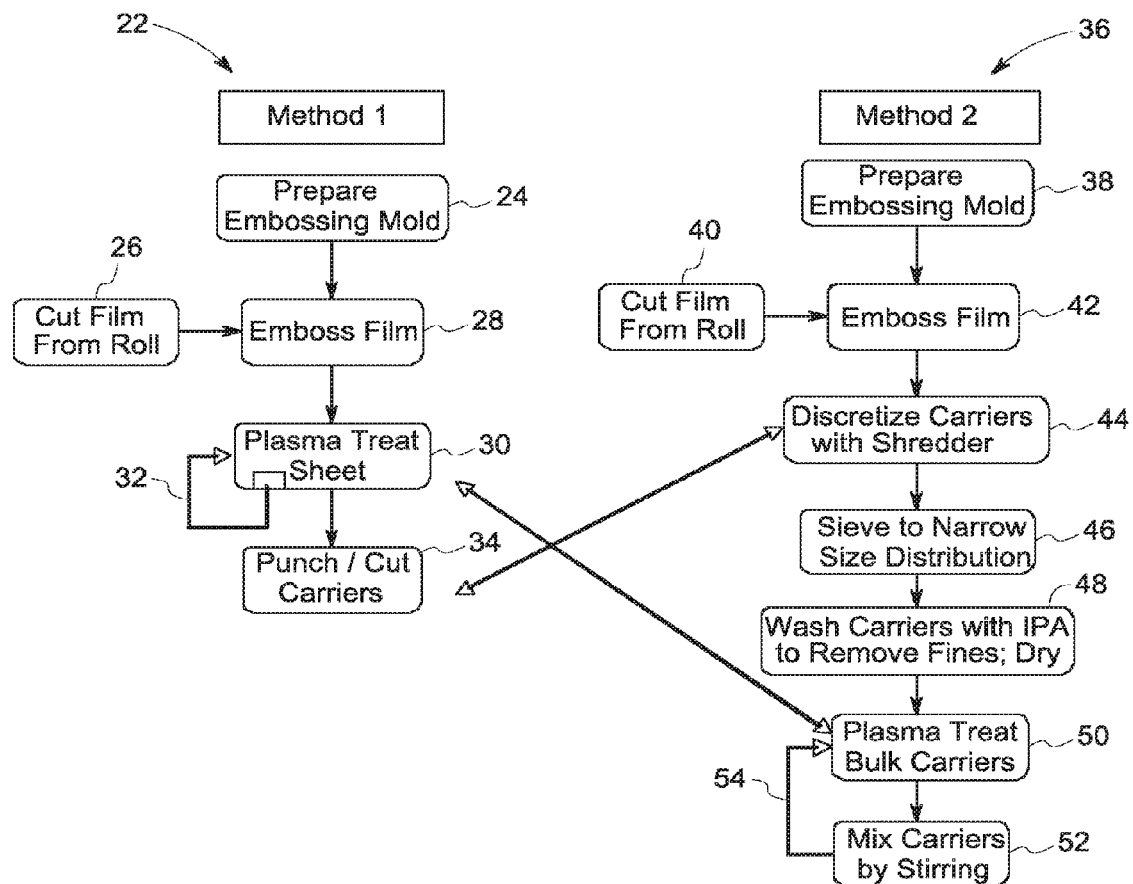 22
Method 1
Prepare
Embossing Mold
24
26
Cut Film
From Roll
Emboss Film
28
Plasma Treat
Sheet
30
32
Punch / Cut
Carriers
34
36
Method 2
Prepare
Embossing Mold
38
40
Cut Film
From Roll
Emboss Film
42
Discretize Carriers
with Shredder
44
Sieve to Narrow
Size Distribution
46
48
Wash Carriers with IPA
to Remove Fines; Dry
Plasma Treat
Bulk Carriers
50
54
Mix Carriers
by Stirring
52